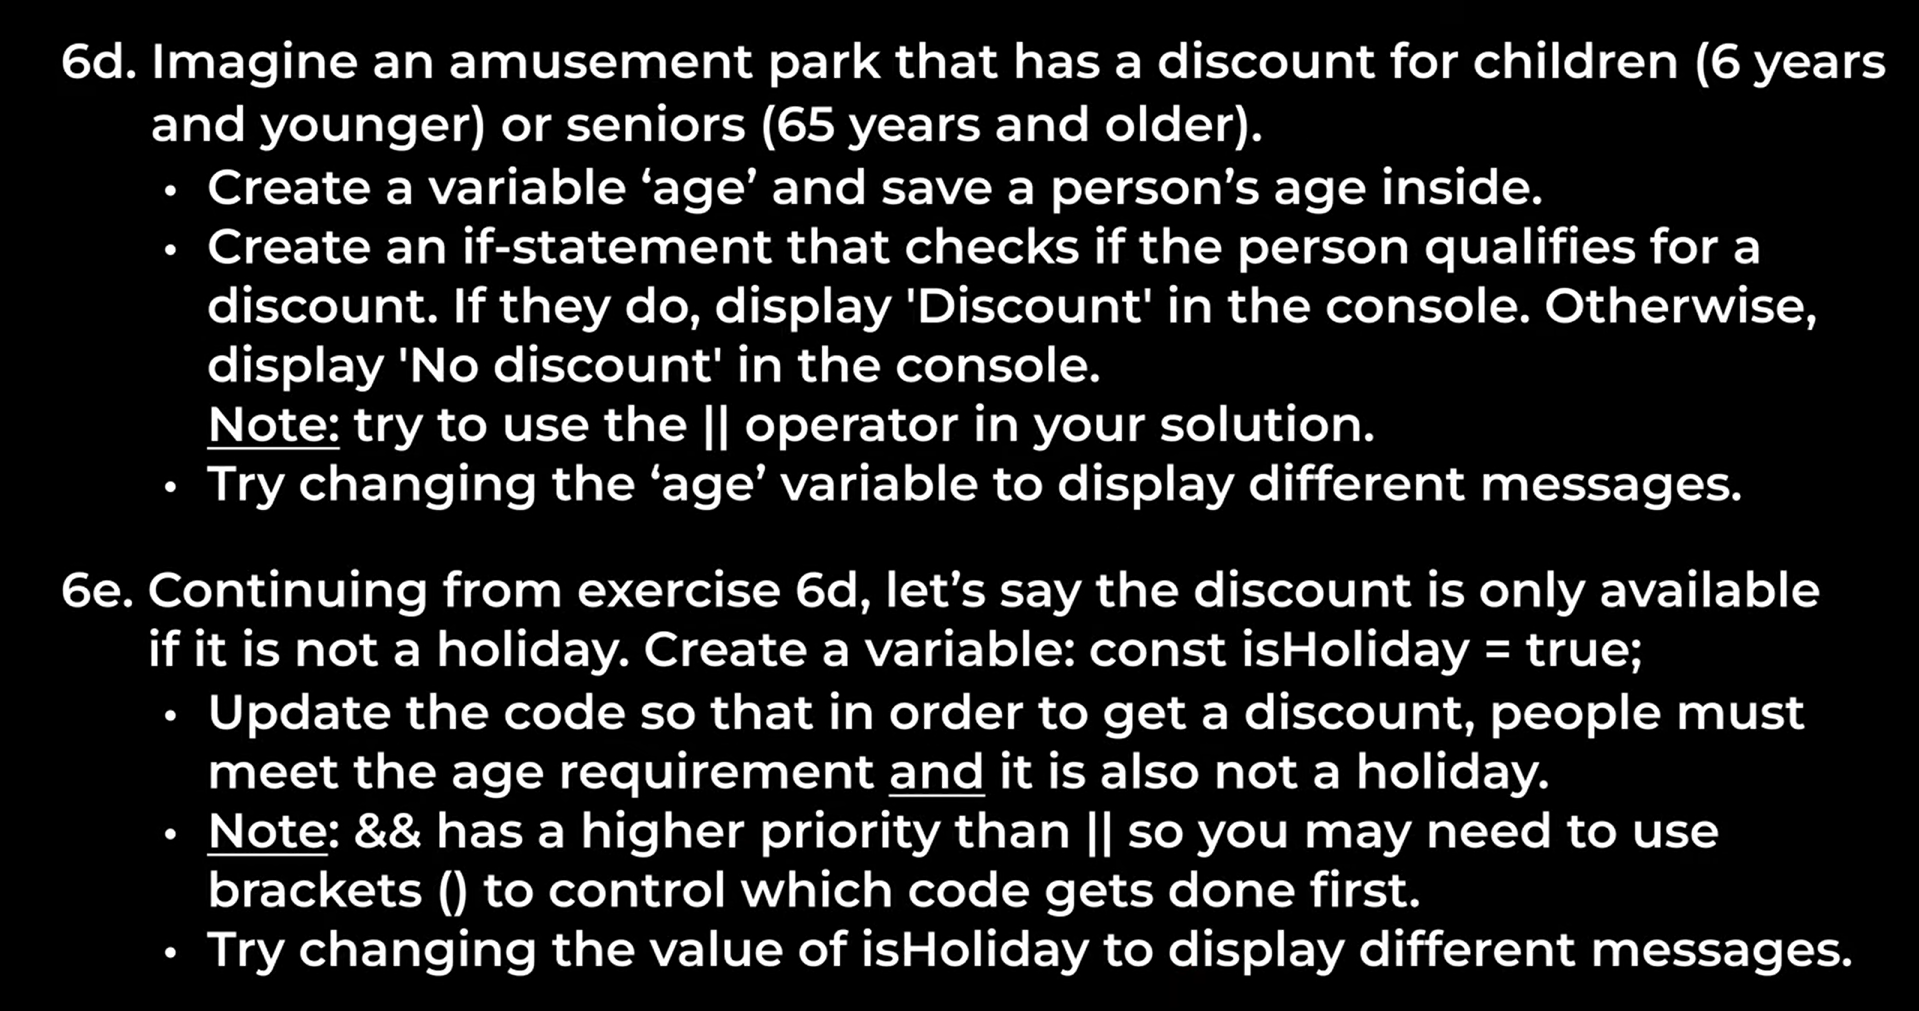 6d. Imagine an amusement park that has a discount for children (6 years
and younger) or seniors (65 years and older).
• Create a variable ‘age’ and save a person’s age inside.
• Create an if-statement that checks if the person qualifies for a
discount. If they do, display 'Discount' in the console. Otherwise,
display 'No discount' in the console.
Note: try to use the || operator in your solution.
• Try changing the ‘age’ variable to display different messages.
6e. Continuing from exercise 6d, let’s say the discount is only available
if it is not a holiday. Create a variable: const isHoliday = true;
• Update the code so that in order to get a discount, people must
meet the age requirement and it is also not a holiday.
• Note: && has a higher priority than || so you may need to use
brackets () to control which code gets done first.
• Try changing the value of isHoliday to display different messages.